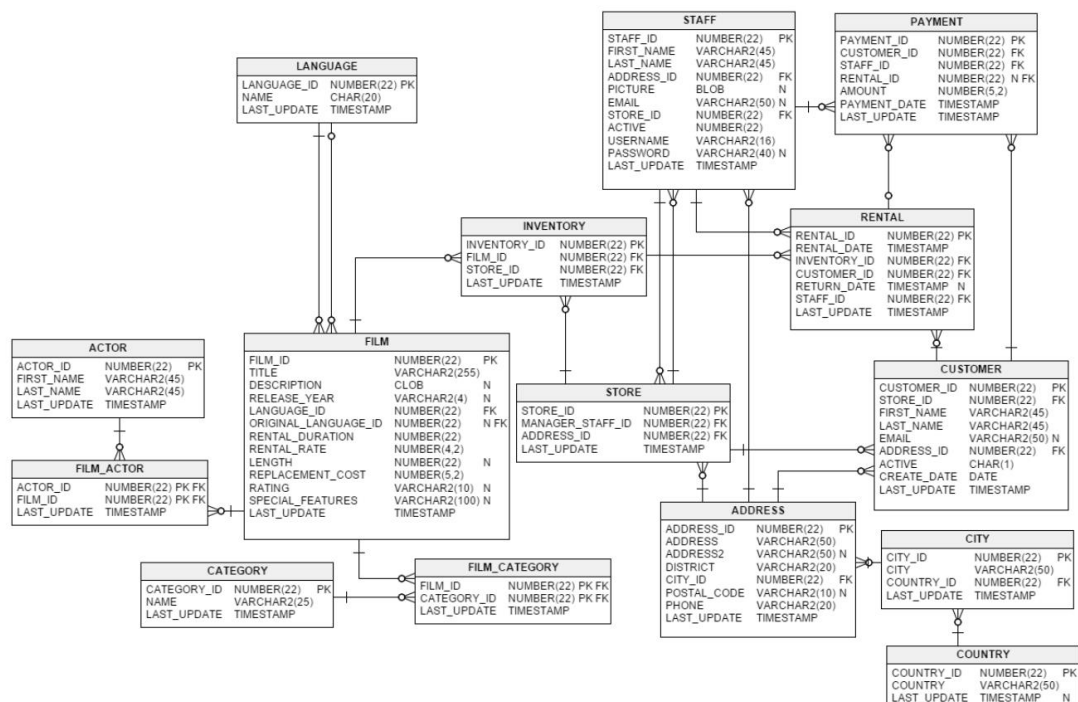 STAFF
STAFF_ID NUMBER(22) PK
FIRST_NAME VARCHAR2(45)
LAST_NAME VARCHAR2(45)
ADDRESS_ID NUMBER(22) FK
PICTURE BLOB N
EMAIL VARCHAR2(50) N
STORE_ID NUMBER(22) FK
ACTIVE NUMBER(22)
USERNAME VARCHAR2(16)
PASSWORD VARCHAR2(40) N
LAST_UPDATE TIMESTAMP
PAYMENT
PAYMENT_ID NUMBER(22) PK
CUSTOMER_ID NUMBER(22) FK
STAFF_ID NUMBER(22) FK
RENTAL_ID NUMBER(22) N FK
AMOUNT NUMBER(5,2)
PAYMENT_DATE TIMESTAMP
LAST_UPDATE TIMESTAMP
LANGUAGE
LANGUAGE_ID NUMBER(22) PK
NAME CHAR(20)
LAST_UPDATE TIMESTAMP
INVENTORY
INVENTORY_ID NUMBER(22) PK
FILM_ID NUMBER(22) FK
STORE_ID NUMBER(22) FK
LAST_UPDATE TIMESTAMP
RENTAL
RENTAL_ID NUMBER(22) PK
RENTAL_DATE TIMESTAMP
INVENTORY_ID NUMBER(22) FK
CUSTOMER_ID NUMBER(22) FK
RETURN_DATE TIMESTAMP N
STAFF_ID NUMBER(22) FK
LAST_UPDATE TIMESTAMP
ACTOR
ACTOR_ID NUMBER(22) PK
FIRST_NAME VARCHAR2(45)
LAST_NAME VARCHAR2(45)
LAST_UPDATE TIMESTAMP
FILM
FILM_ID NUMBER(22) PK
TITLE VARCHAR2(255)
DESCRIPTION CLOB N
RELEASE_YEAR VARCHAR2(4) N
LANGUAGE_ID NUMBER(22) FK
ORIGINAL_LANGUAGE_ID NUMBER(22) N FK
RENTAL_DURATION NUMBER(22)
RENTAL_RATE NUMBER(4,2)
LENGTH NUMBER(22) N
REPLACEMENT_COST NUMBER(5,2)
RATING VARCHAR2(10) N
SPECIAL_FEATURES VARCHAR2(100) N
LAST_UPDATE TIMESTAMP
STORE
STORE_ID NUMBER(22) PK
MANAGER_STAFF_ID NUMBER(22) FK
ADDRESS_ID NUMBER(22) FK
LAST_UPDATE TIMESTAMP
CUSTOMER
CUSTOMER_ID NUMBER(22) PK
STORE_ID NUMBER(22) FK
FIRST_NAME VARCHAR2(45)
LAST_NAME VARCHAR2(45)
EMAIL VARCHAR2(50) N
ADDRESS_ID NUMBER(22) FK
ACTIVE CHAR(1)
CREATE_DATE DATE
LAST_UPDATE TIMESTAMP
FILM_ACTOR
ACTOR_ID NUMBER(22) PK FK
FILM_ID NUMBER(22) PK FK
LAST_UPDATE TIMESTAMP
CATEGORY
CATEGORY_ID NUMBER(22) PK
NAME VARCHAR2(25)
LAST_UPDATE TIMESTAMP
FILM_CATEGORY
FILM_ID NUMBER(22) PK FK
CATEGORY_ID NUMBER(22) PK FK
LAST_UPDATE TIMESTAMP
ADDRESS
ADDRESS_ID NUMBER(22) PK
ADDRESS VARCHAR2(50)
ADDRESS2 VARCHAR2(50) N
DISTRICT VARCHAR2(20)
CITY_ID NUMBER(22) FK
POSTAL_CODE VARCHAR2(10) N
PHONE VARCHAR2(20)
LAST_UPDATE TIMESTAMP
CITY
CITY_ID NUMBER(22) PK
CITY VARCHAR2(50)
COUNTRY_ID NUMBER(22) FK
LAST_UPDATE TIMESTAMP
COUNTRY
COUNTRY_ID NUMBER(22) PK
COUNTRY VARCHAR2(50)
LAST_UPDATE TIMESTAMP N